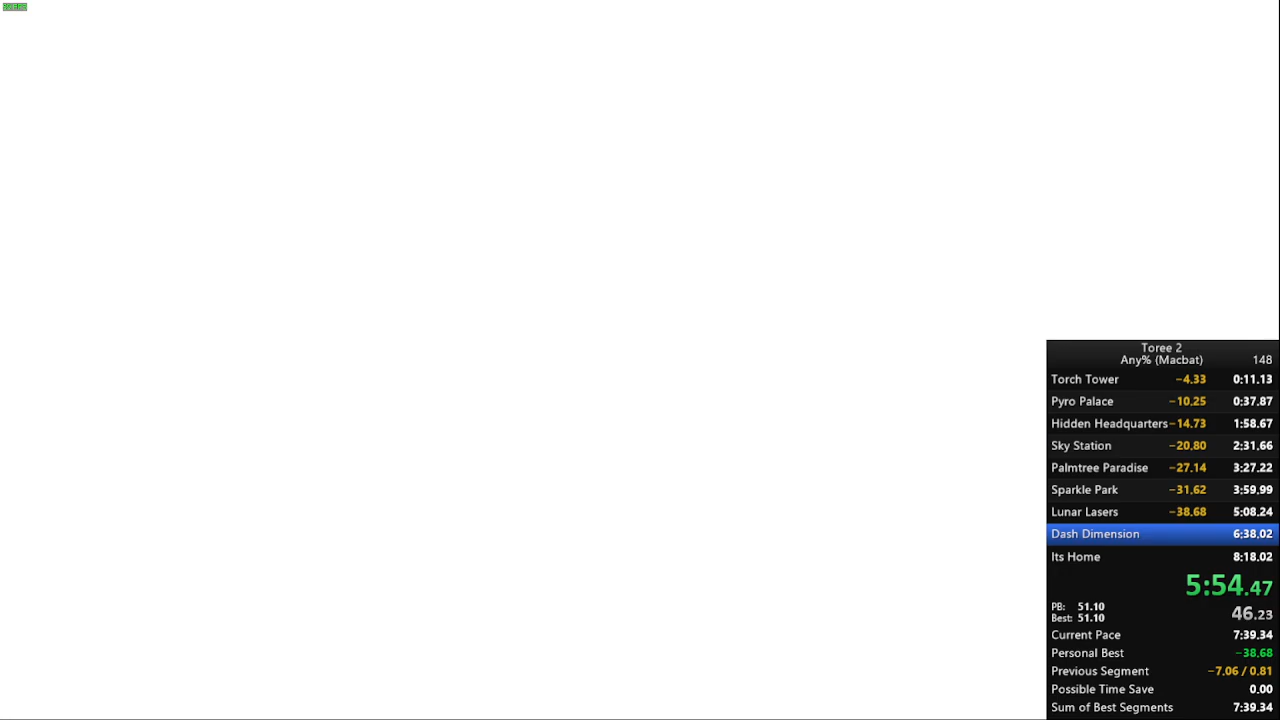 Toree 2
Any% (Macbat) 148
Torch Tower -4.33 0:11.13
Pyro Palace -10.25 0:37.87
Hidden Headquarters -14.73 1:58.67
Sky Station -20.80 2:31.66
Palmtree Paradise -27.14 3:27.22
Sparkle Park -31.62 3:59.99
Lunar Lasers -38.68 5:08.24
Dash Dimension 6:38.02
Its Home 8:18.02
5:54.47
PB: 51.10
Best: 51.10
46.23
Current Pace 7:39.34
Personal Best -38.68
Previous Segment -7.06 / 0.81
Possible Time Save 0.00
Sum of Best Segments 7:39.34